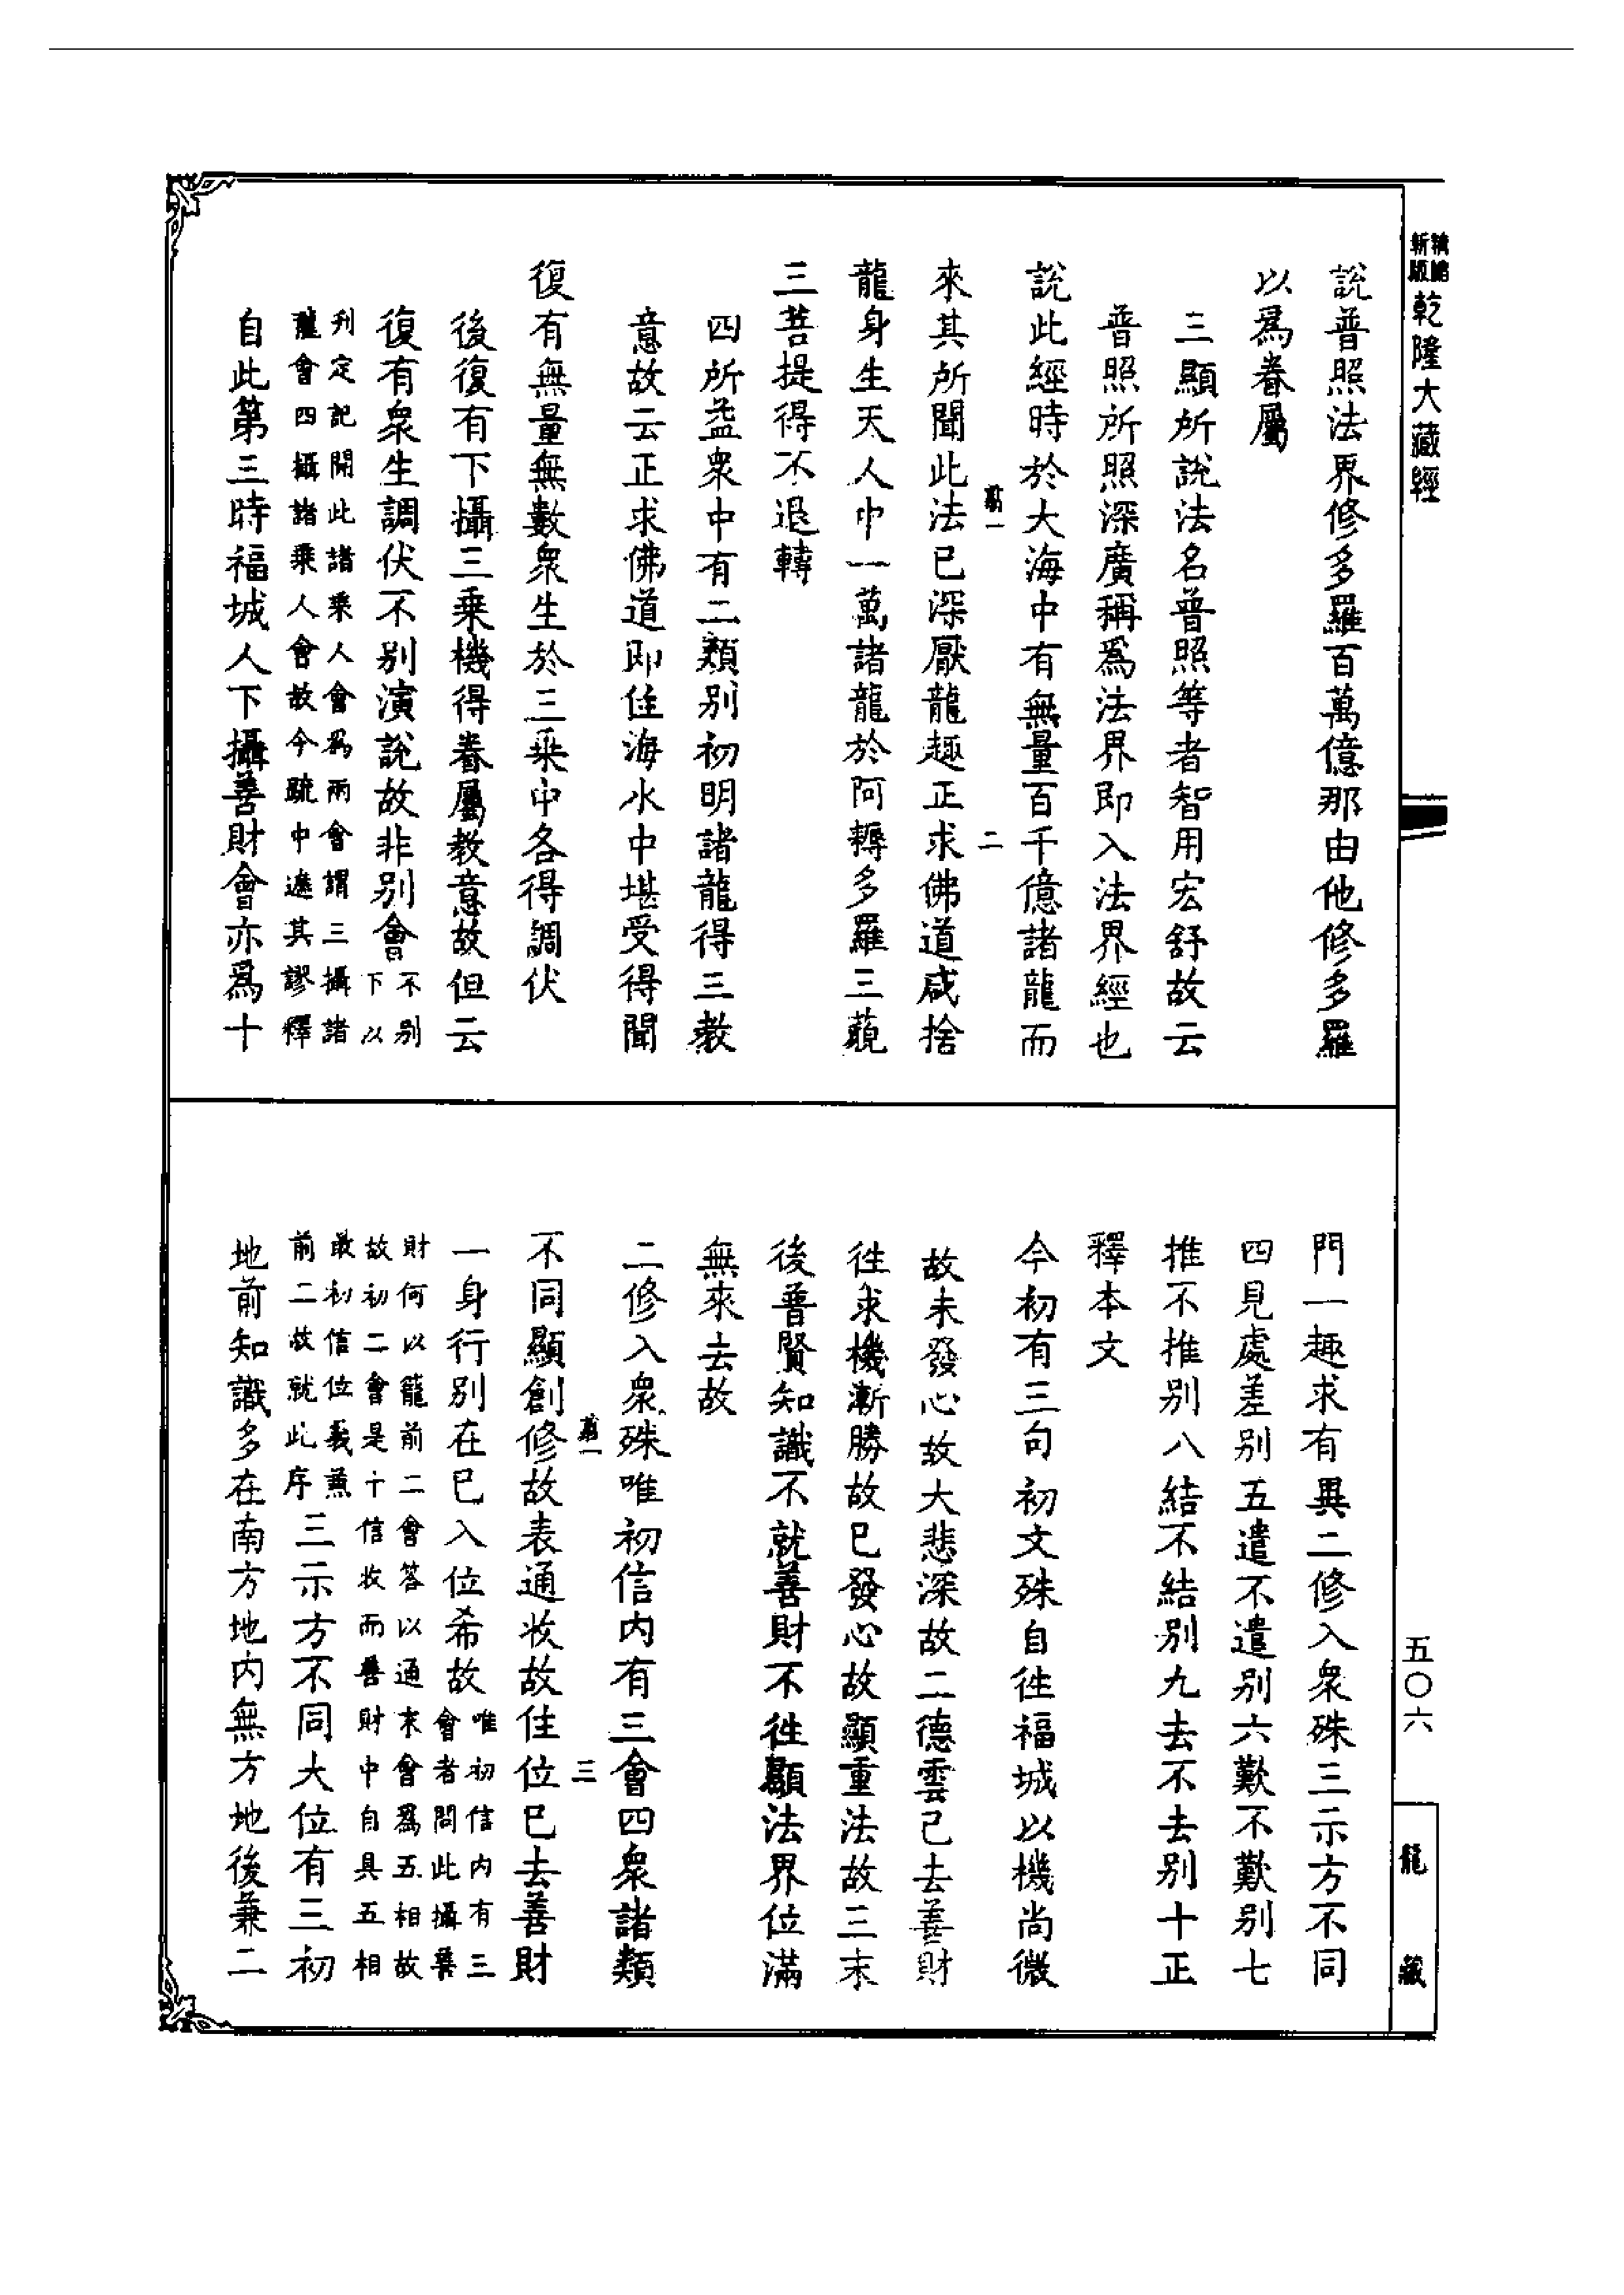 新版精縮
乾隆大藏經
說普照法界修多羅百萬億那由他修多羅
以爲眷屬
三顯所說法名普照等者智用宏舒故云
普照所照深廣稱爲法界即入法界經也
說此經時於大海中有無量百千億諸龍而
二
來其所聞此法已深厭龍趣正求佛道咸捨
龍身生天人中一萬諸龍於阿耨多羅三藐
三菩提得不退轉
四所益衆中有二類別初明諸龍得三教
意故云正求佛道即住海水中堪受得聞
復有無量無數衆生於三乘中各得調伏
後復有下攝三乘機得眷屬教意故但云
復有衆生調伏不別演說故非別會
不別
下以
刋定記開此諸乘人會爲兩會謂三攝諸
龍會四攝諸乘人會故今疏中遮其謬釋
自此第三時福城人下攝善財會亦爲十
五〇六
龍藏
門一趣求有異二修入衆殊三示方不同
四見處差別五遣不遣別六歎不歎別七
推不推別八結不結別九去不去別十正
釋本文
今初有三句初文殊自徃福城以機尚微
故未發心故大悲深故二德雲已去善財
徃求機漸勝故已發心故顯重法故三末
後普賢知識不就善財不徃顯法界位滿
無來去故
二修入衆殊唯初信内有三會四衆諸類
三
不同顯創修故表通收故住位已去善財
一身行別在已入位希故
唯初信内有三
會者問此攝善
財何以籠前二會答以通末會爲五相故
故初二會是十信收而善財中自具五相
最初信位義兼
前二故就此序
三示方不同大位有三初
地前知識多在南方地内無方地後兼二